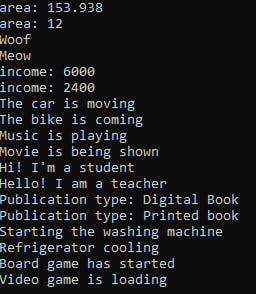 area: 153.938
area: 12
Woof
Meow
income: 6000
income: 2400
The car is moving
The bike is coming
Music is playing
Movie is being shown
Hi! I'm a student
Hello! I am a teacher
Publication type: Digital Book
Publication type: Printed book
Starting the washing machine
Refrigerator cooling
Board game has started
Video game is loading